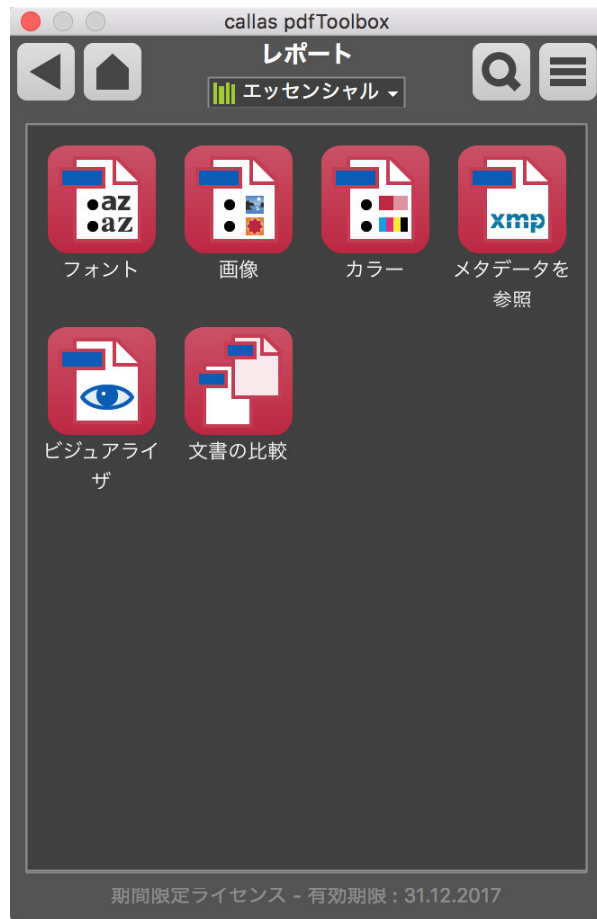 callas pdfToolbox
レポート
エッセンシャル
az
az
xmp
フォント
画像
カラー
メタデータを
参照
ビジュアライ
ザ
文書の比較
期間限定ライセンス - 有効期限 : 31.12.2017